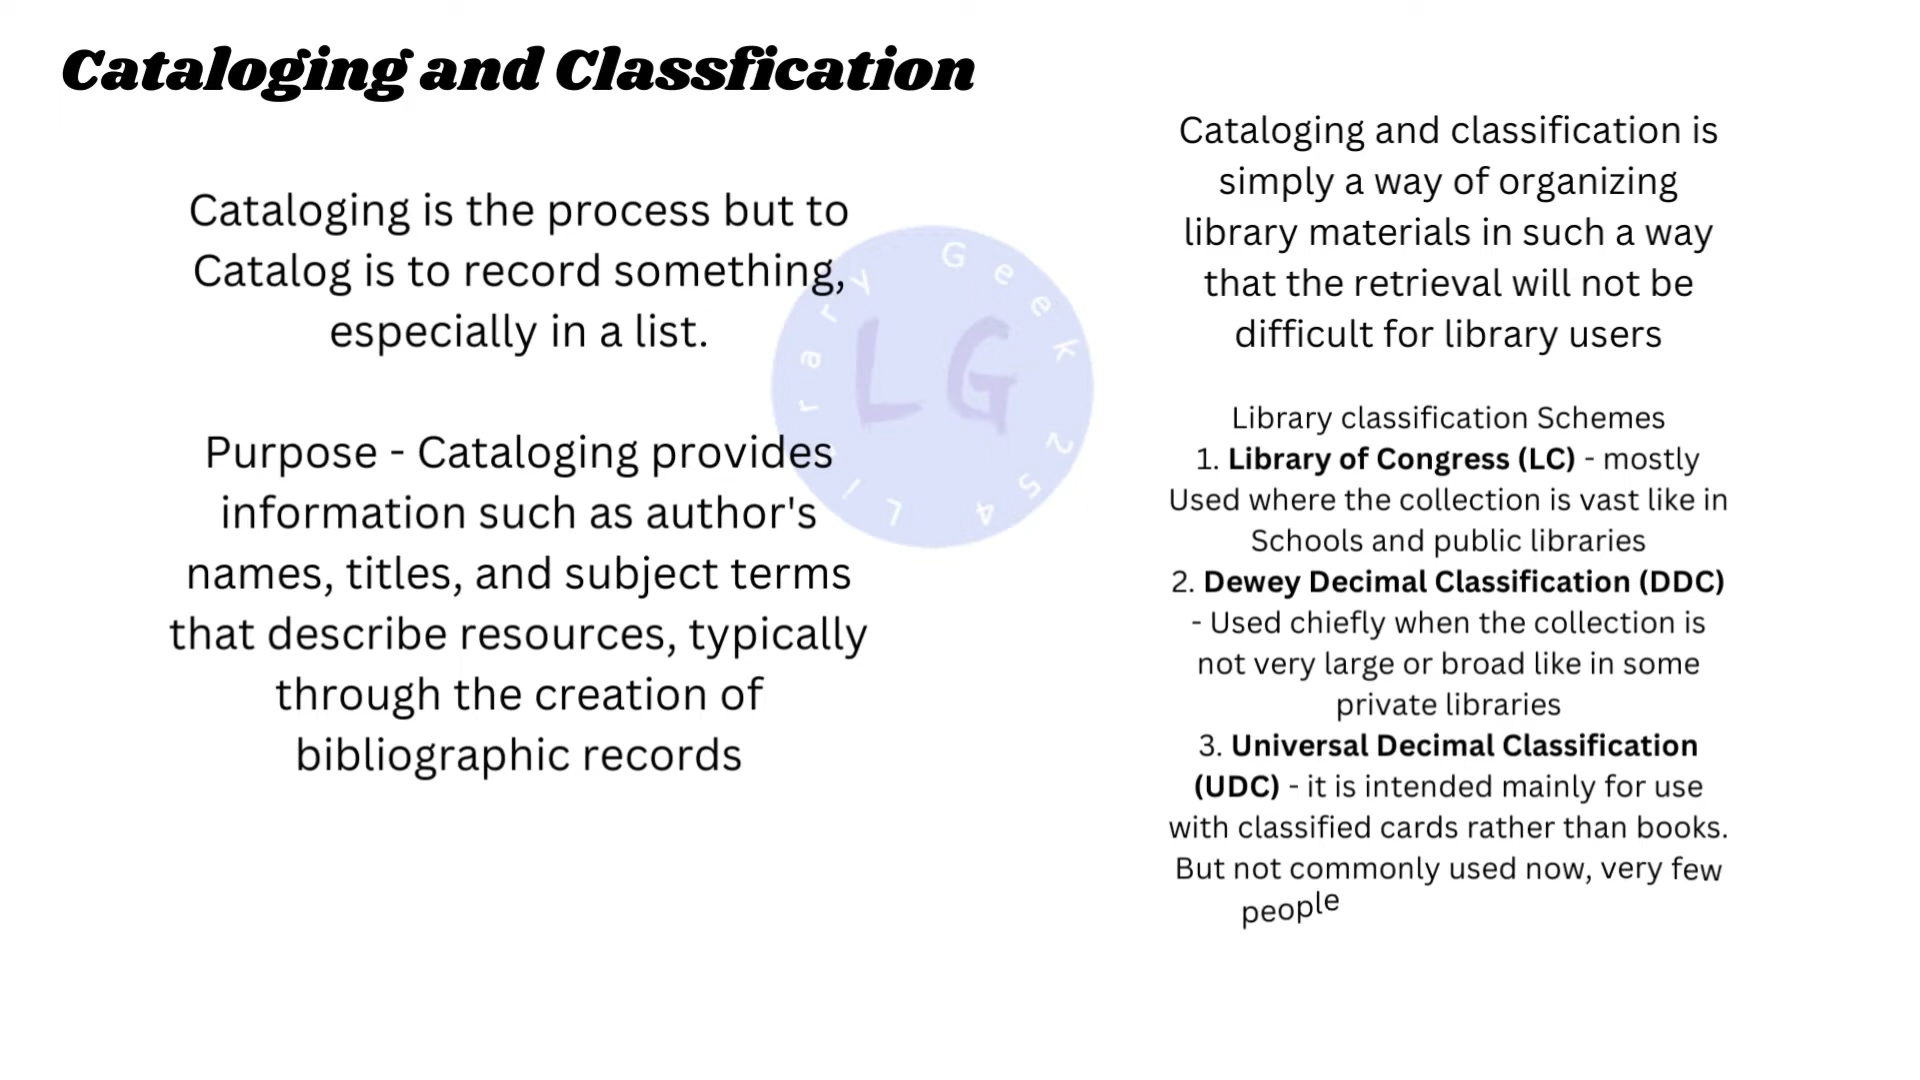 Cataloging and Classfication
Cataloging is the process but to
Catalog is to record something,
especially in a list.
Purpose - Cataloging provides
information such as author's
names, titles, and subject terms
that describe resources, typically
through the creation of
bibliographic records
Library Geek 254
LG
Cataloging and classification is
simply a way of organizing
library materials in such a way
that the retrieval will not be
difficult for library users
Library classification Schemes
1. Library of Congress (LC) - mostly
Used where the collection is vast like in
Schools and public libraries
2. Dewey Decimal Classification (DDC)
- Used chiefly when the collection is
not very large or broad like in some
private libraries
3. Universal Decimal Classification
(UDC) - it is intended mainly for use
with classified cards rather than books.
But not commonly used now, very few
people